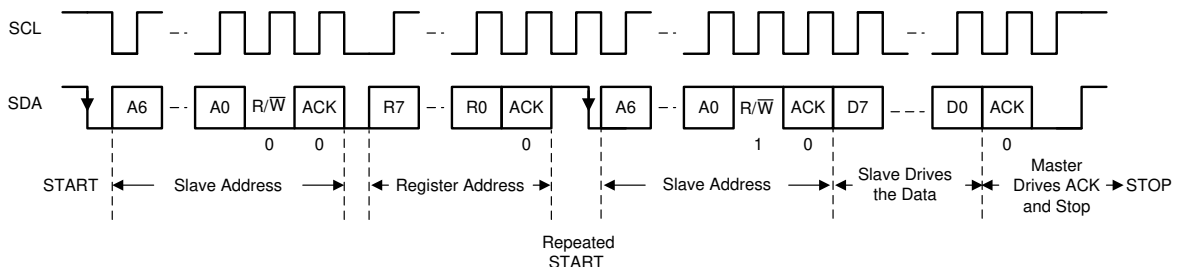 SCL
SDA
A6 A0 R/W̅ ACK R7 R0 ACK A6 A0 R/W̅ ACK D7 D0 ACK
0 0 0 1 0 0
START Slave Address Register Address Slave Address Slave Drives the Data Master Drives ACK and Stop STOP
Repeated START